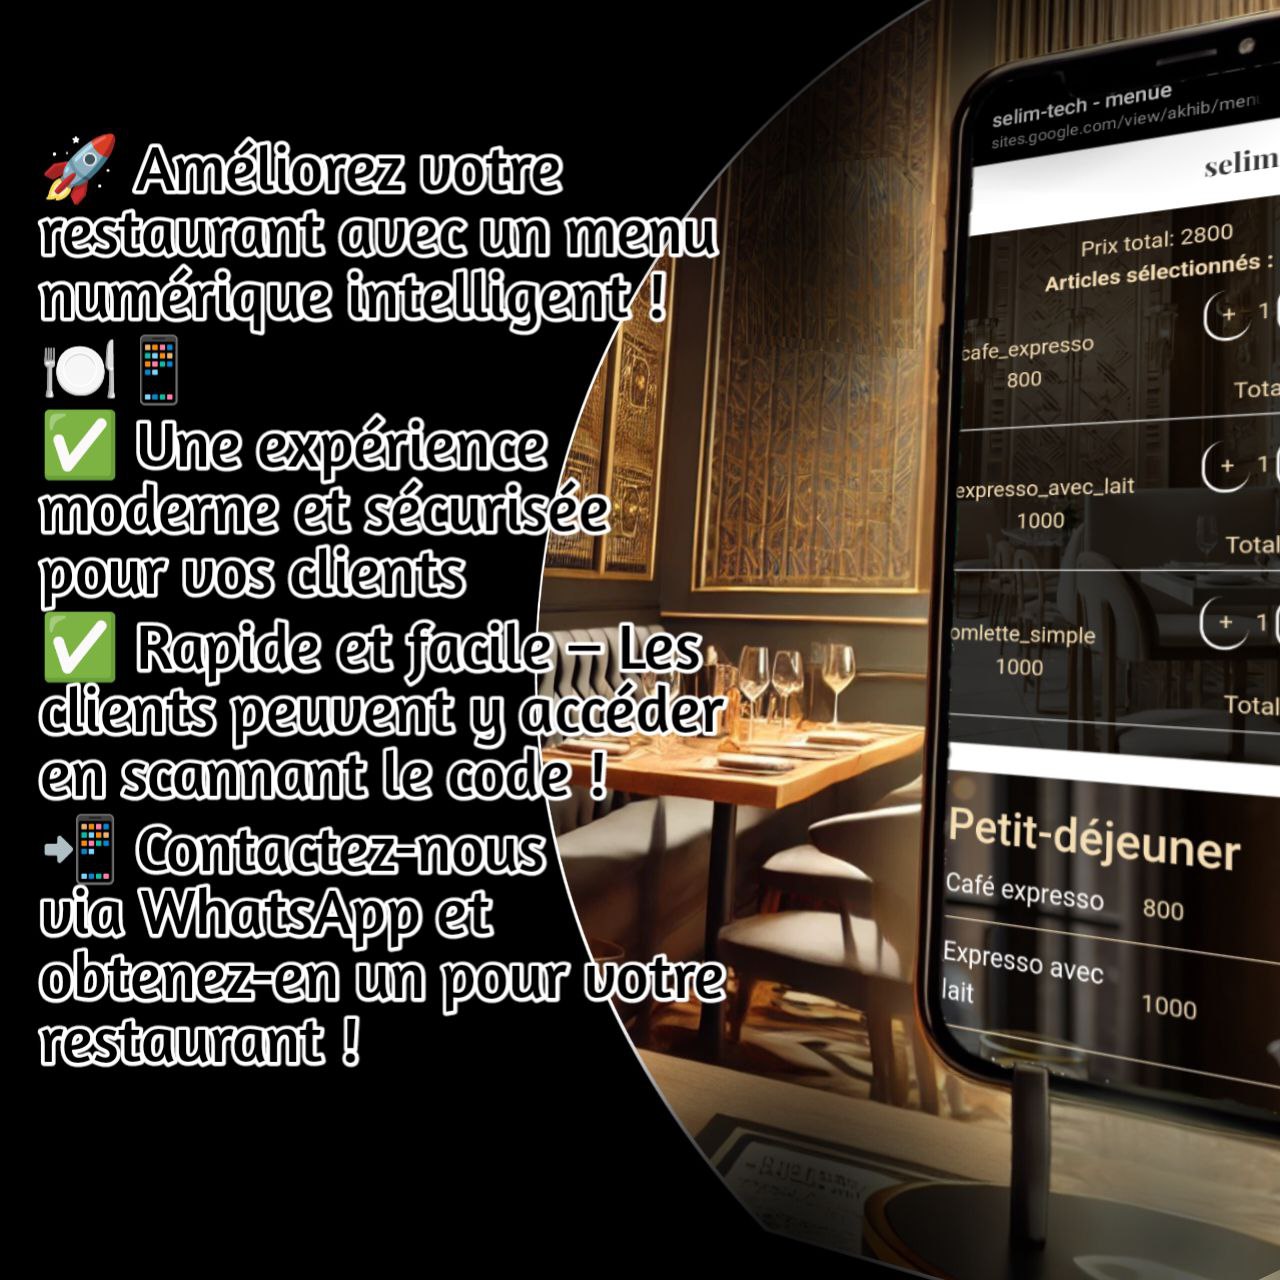 🚀 Améliorez votre
restaurant avec un menu
numérique intelligent !
🍽️ 📱
✅ Une expérience
moderne et sécurisée
pour vos clients
✅ Rapide et facile – Les
clients peuvent y accéder
en scannant le code !
📲 Contactez-nous
via WhatsApp et
obtenez-en un pour votre
restaurant !
selim-tech - menue
sites.google.com/view/akhib/menu
selim
Prix total: 2800
Articles sélectionnés :
+ 1
cafe_expresso
800
Tota
+ 1
expresso_avec_lait
1000
Total
+ 1
omlette_simple
1000
Total
Petit-déjeuner
Café expresso 800
Expresso avec
lait 1000